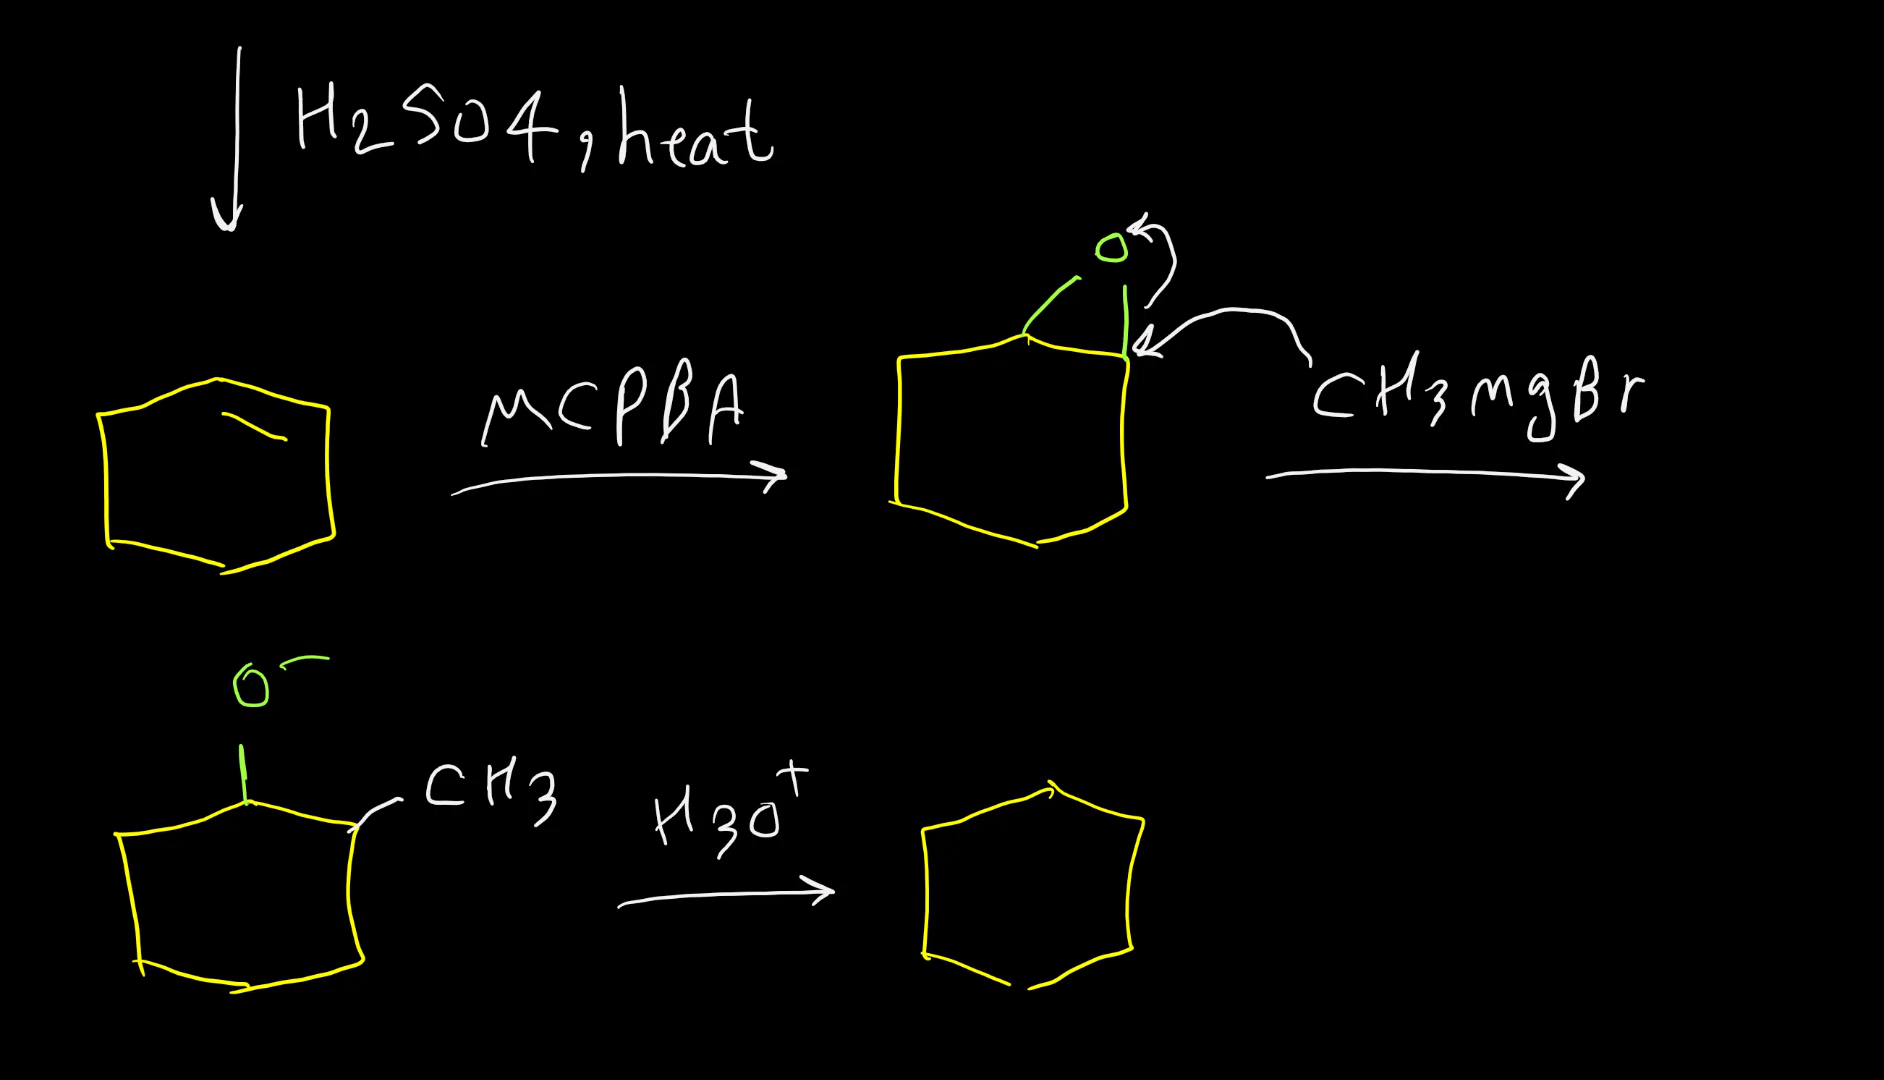 H2SO4, heat
O
MCPBA
CH3MgBr
O-
CH3
H3O+